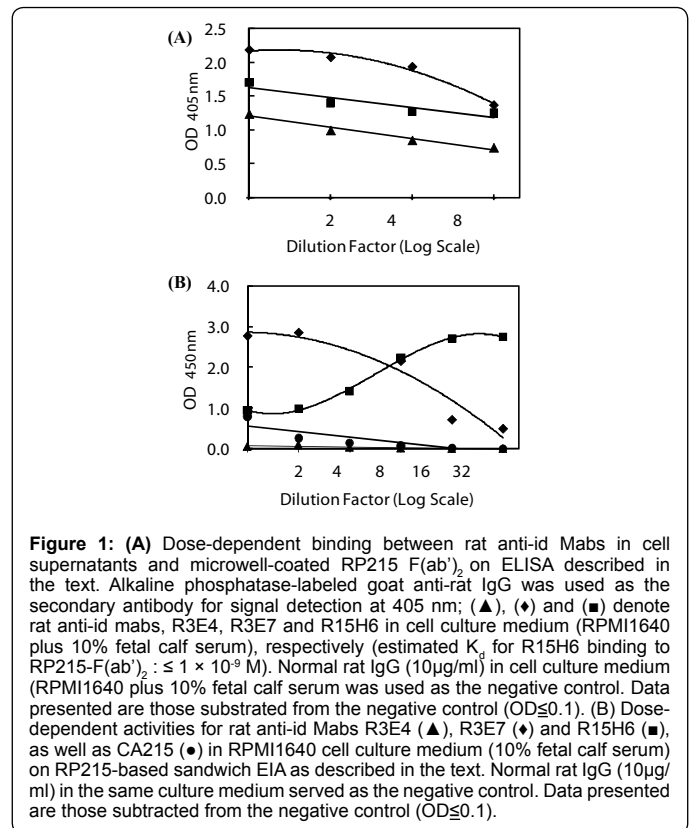 (A)
2.5
2.0
1.5
1.0
0.5
0.0
OD 405nm
2 4 8
Dilution Factor (Log Scale)
(B)
4.0
3.0
2.0
1.0
0.0
OD 450nm
2 4 8 16 32
Dilution Factor (Log Scale)
Figure 1: (A) Dose-dependent binding between rat anti-id Mabs in cell
supernatants and microwell-coated RP215 F(ab’)₂ on ELISA described in
the text. Alkaline phosphatase-labeled goat anti-rat IgG was used as the
secondary antibody for signal detection at 405 nm; (▲), (♦) and (■) denote
rat anti-id mabs, R3E4, R3E7 and R15H6 in cell culture medium (RPMI1640
plus 10% fetal calf serum), respectively (estimated K_d for R15H6 binding to
RP215-F(ab’)₂ : ≤ 1 × 10⁻⁹ M). Normal rat IgG (10µg/ml) in cell culture medium
(RPMI1640 plus 10% fetal calf serum was used as the negative control. Data
presented are those substrated from the negative control (OD≤0.1). (B) Dose-
dependent activities for rat anti-id Mabs R3E4 (▲), R3E7 (♦) and R15H6 (■),
as well as CA215 (●) in RPMI1640 cell culture medium (10% fetal calf serum)
on RP215-based sandwich EIA as described in the text. Normal rat IgG (10µg/
ml) in the same culture medium served as the negative control. Data presented
are those subtracted from the negative control (OD≤0.1).